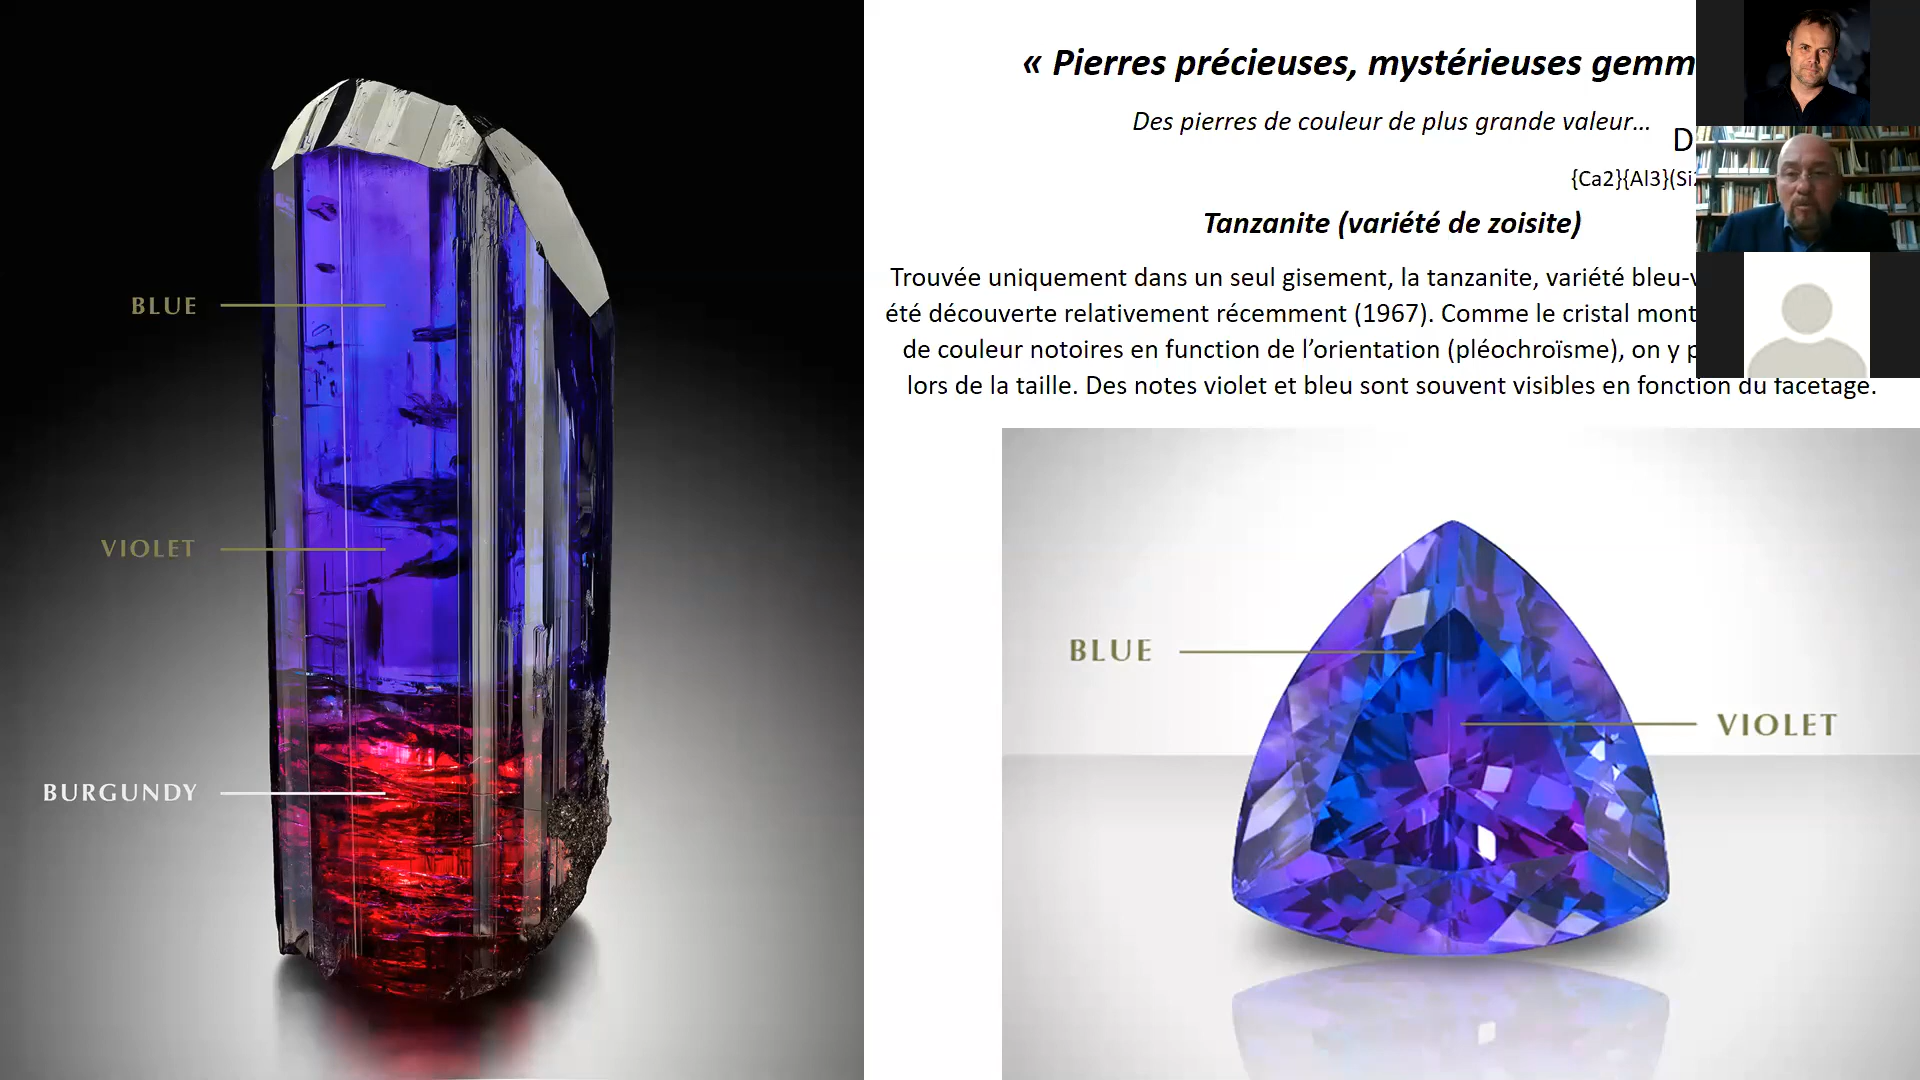 « Pierres précieuses, mystérieuses gemm
Des pierres de couleur de plus grande valeur…
D
{Ca2}{Al3}(Si
Tanzanite (variété de zoisite)
Trouvée uniquement dans un seul gisement, la tanzanite, variété bleu-v
été découverte relativement récemment (1967). Comme le cristal mont
de couleur notoires en function de l’orientation (pléochroïsme), on y p
lors de la taille. Des notes violet et bleu sont souvent visibles en fonction du facetage.
BLUE
VIOLET
BURGUNDY
BLUE
VIOLET